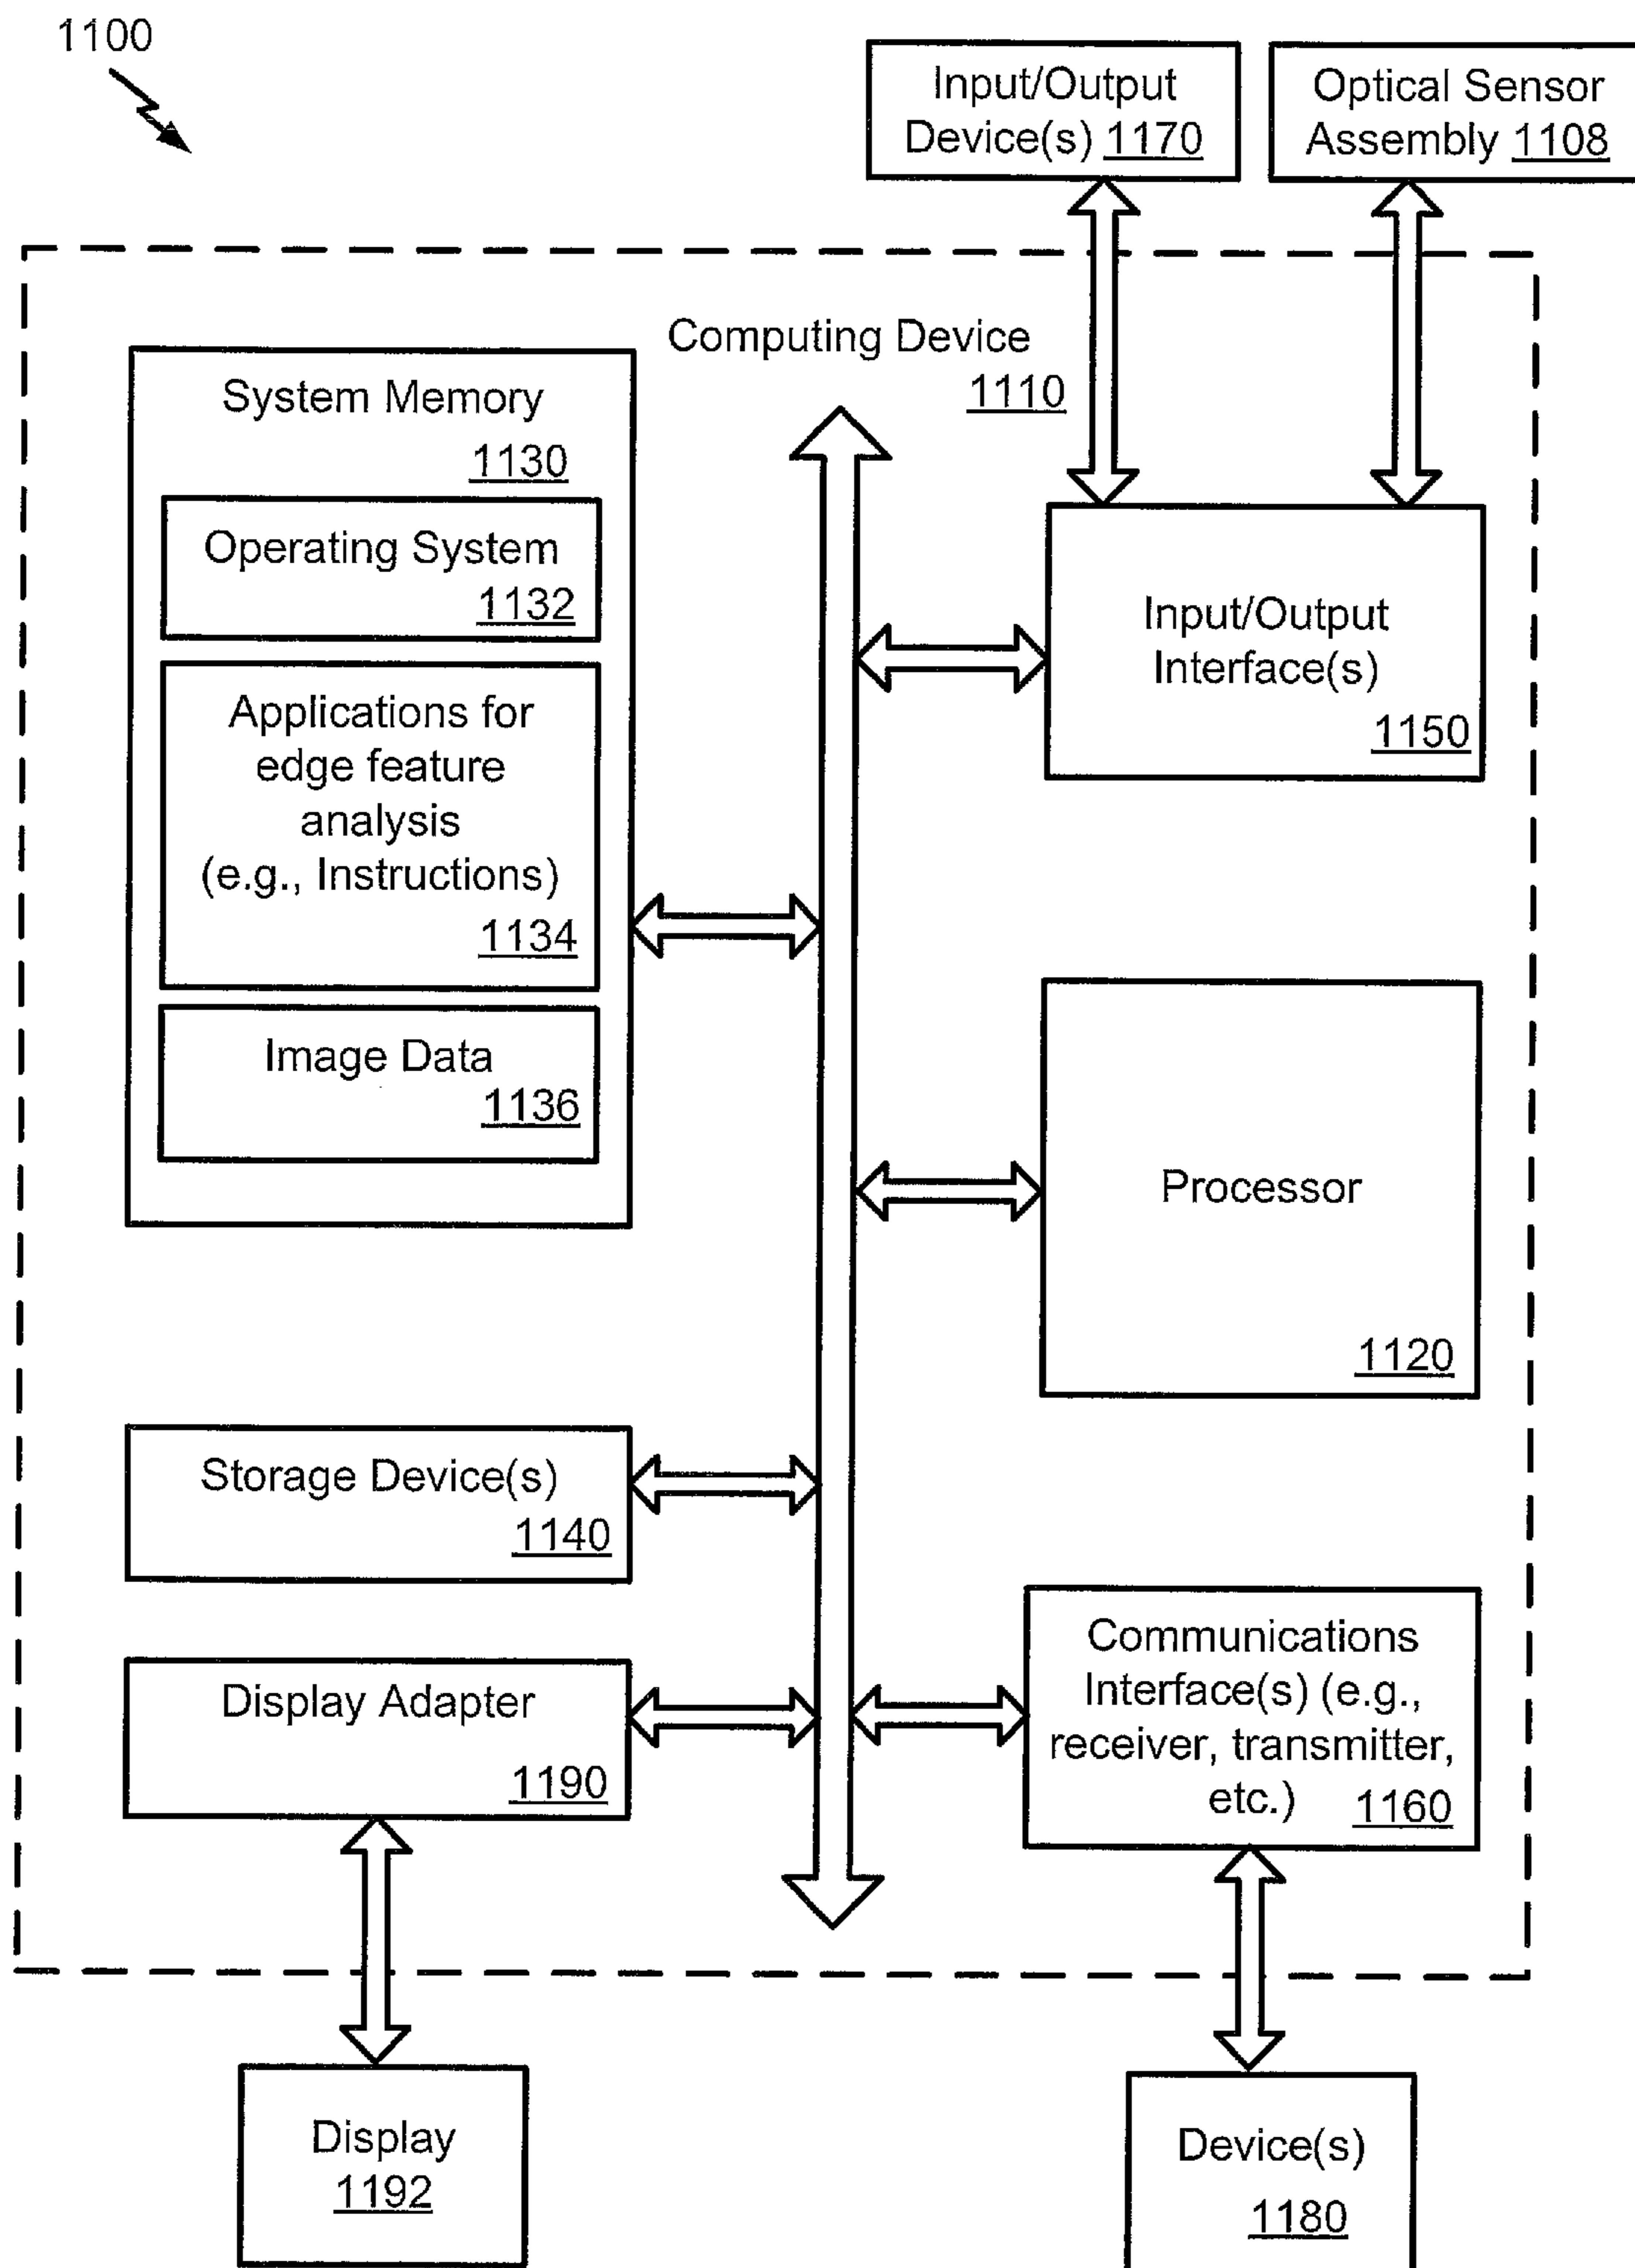 1100
Input/Output
Device(s) 1170
Optical Sensor
Assembly 1108
Computing Device
1110
System Memory
1130
Operating System
1132
Applications for
edge feature
analysis
(e.g., Instructions)
1134
Image Data
1136
Input/Output
Interface(s)
1150
Processor
1120
Storage Device(s)
1140
Display Adapter
1190
Communications
Interface(s) (e.g.,
receiver, transmitter,
etc.) 1160
Display
1192
Device(s)
1180